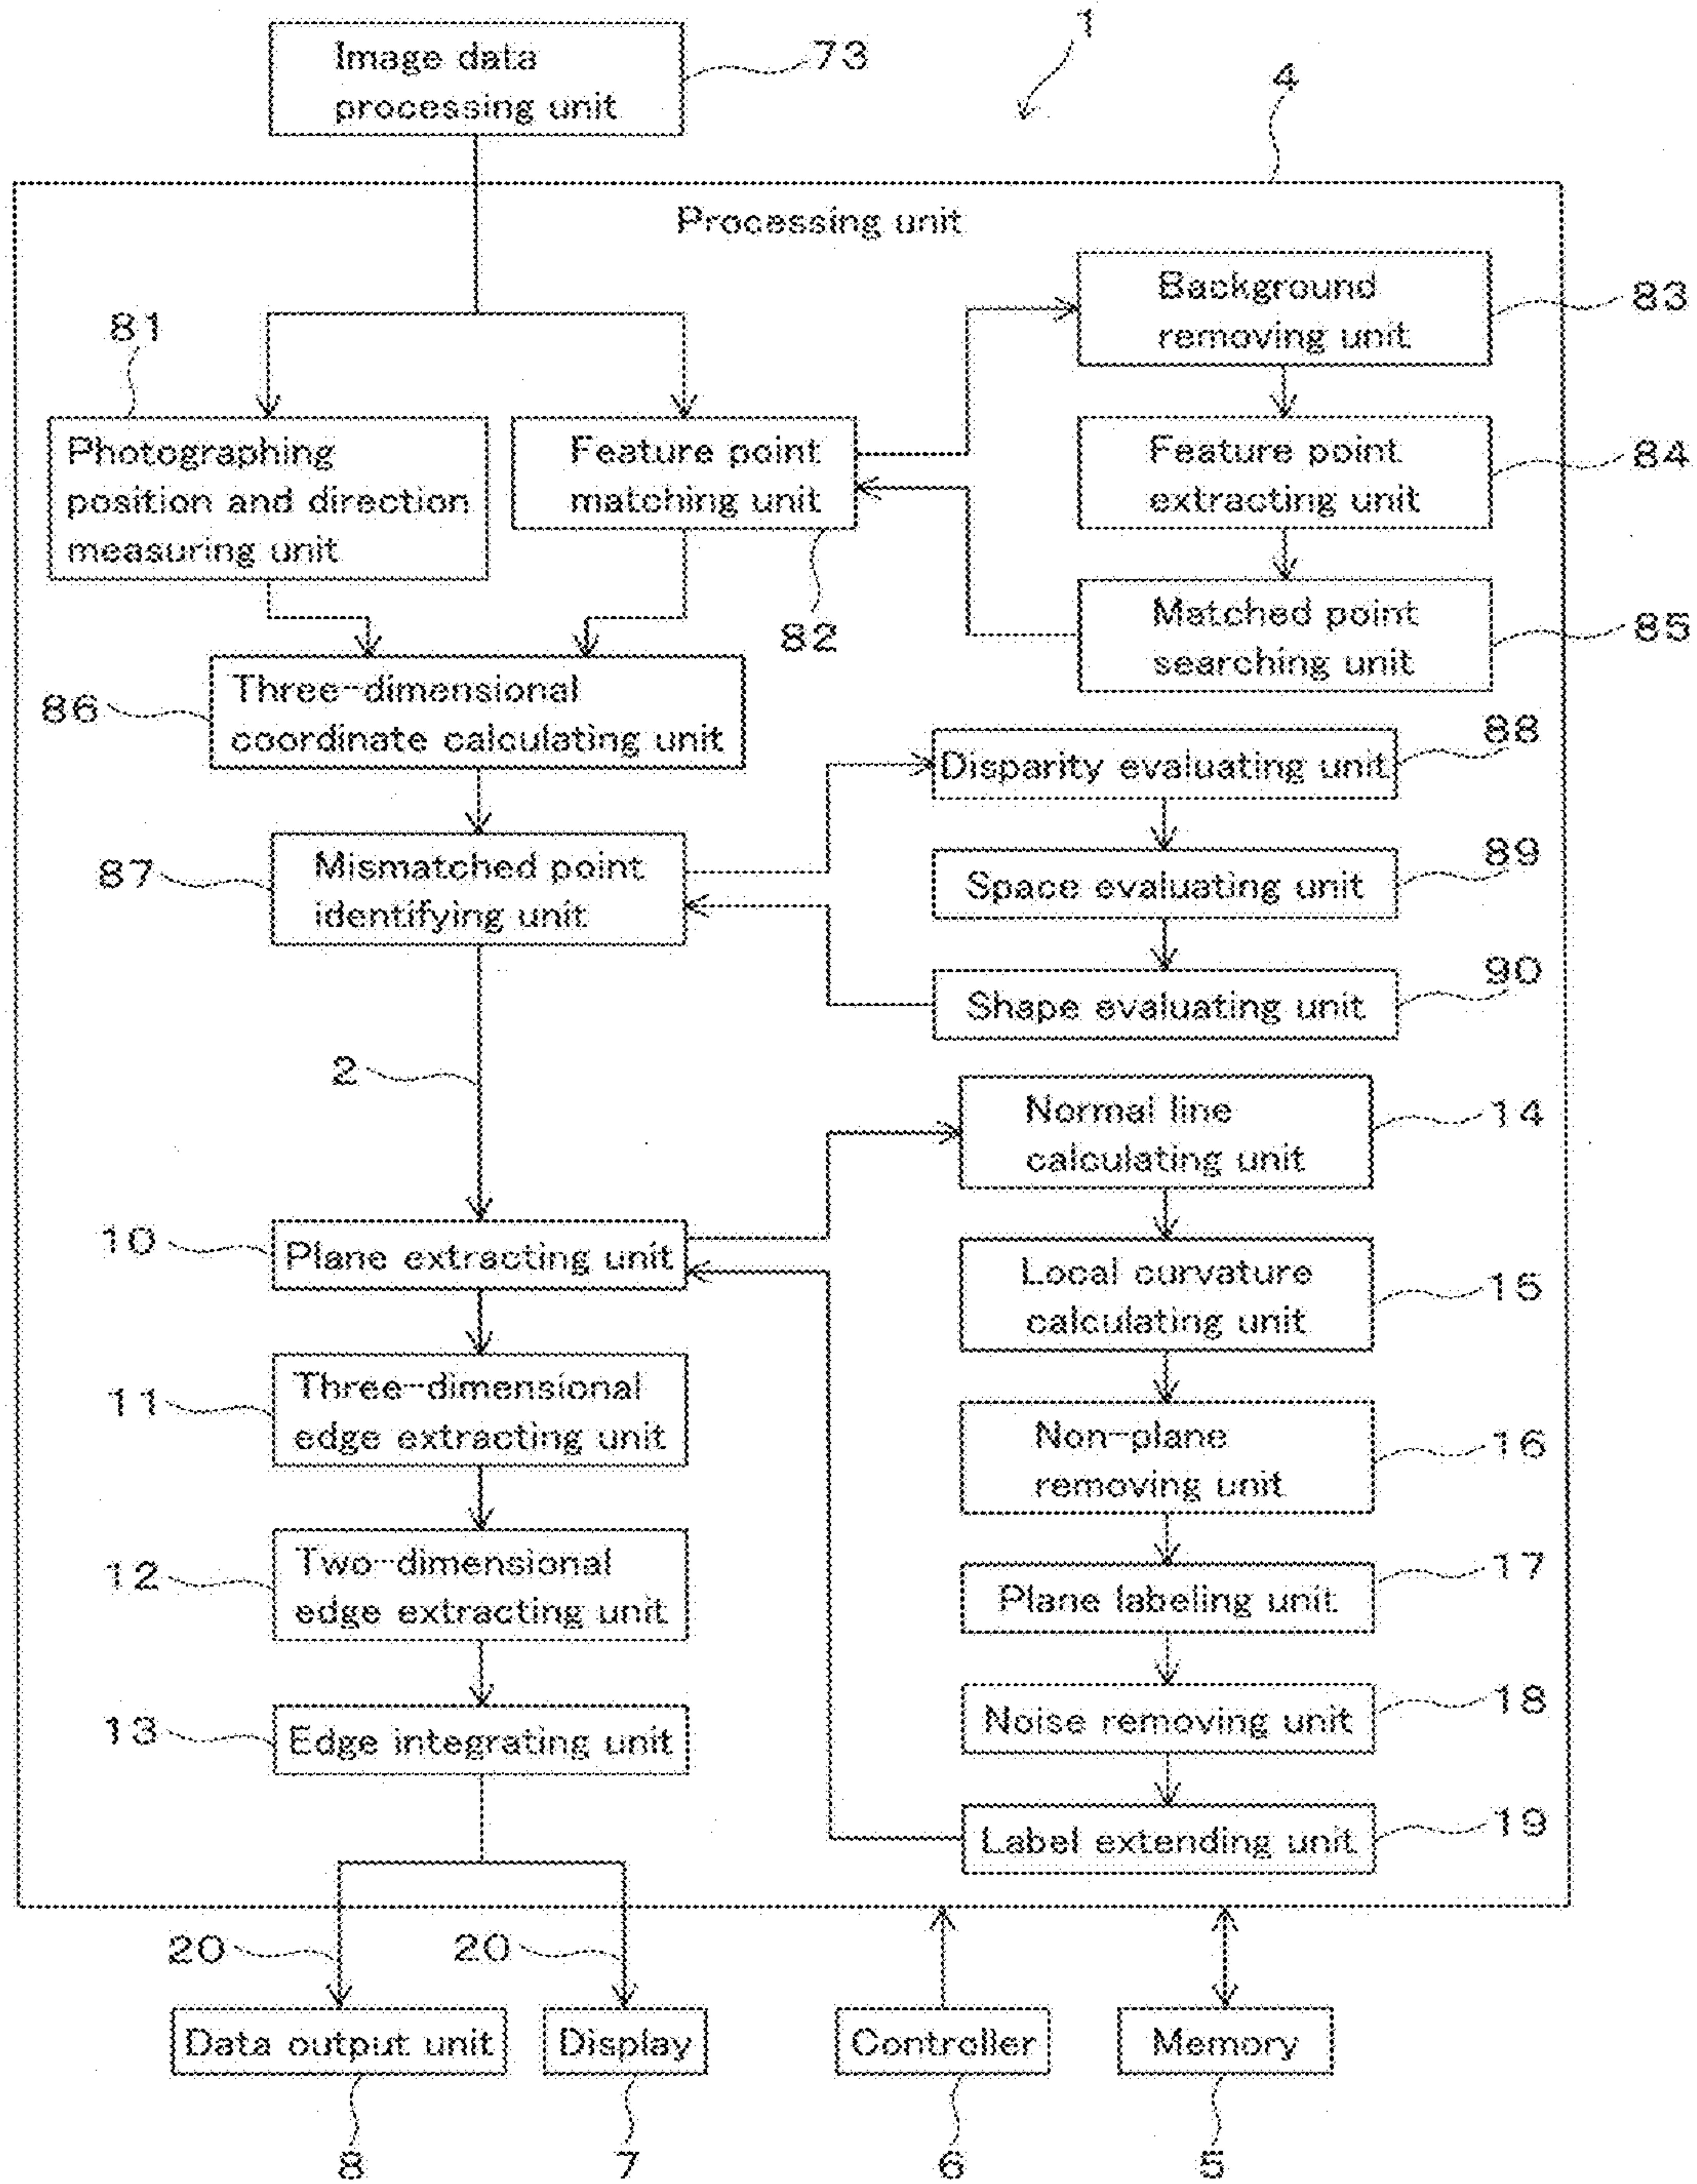 1
Image data
processing unit
73
4
Processing unit
Background
removing unit
83
81
Photographing
position and direction
measuring unit
Feature point
matching unit
82
Feature point
extracting unit
84
Matched point
searching unit
85
86
Three-dimensional
coordinate calculating unit
88
Disparity evaluating unit
87
Mismatched point
identifying unit
89
Space evaluating unit
90
Shape evaluating unit
2
Normal line
calculating unit
14
10
Plane extracting unit
Local curvature
calculating unit
15
11
Three-dimensional
edge extracting unit
Non-plane
removing unit
16
12
Two-dimensional
edge extracting unit
Plane labeling unit
17
13
Edge integrating unit
Noise removing unit
18
Label extending unit
19
20
20
Data output unit
Display
Controller
Memory
8
7
6
5